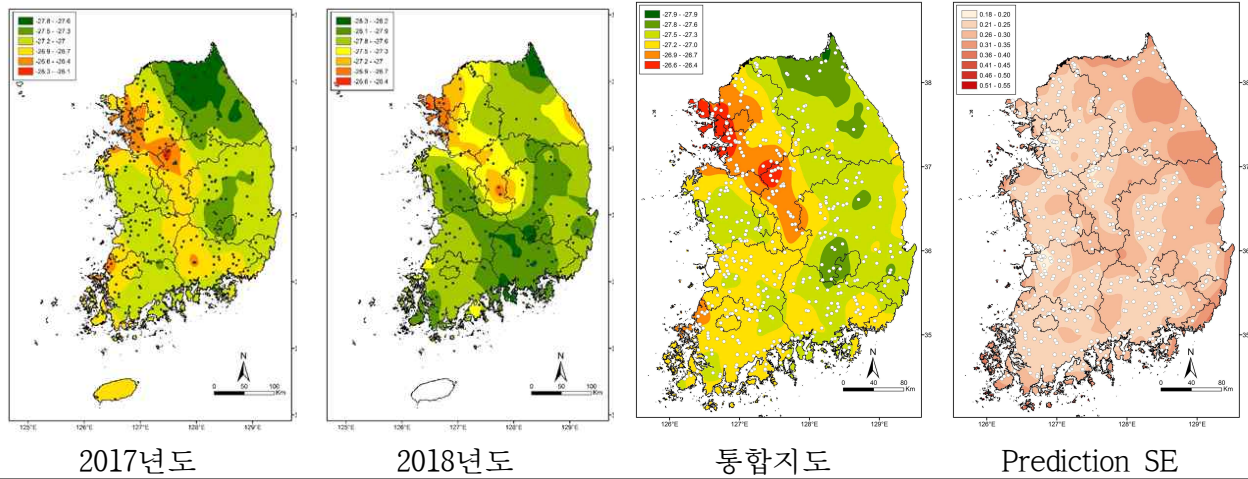 -27.8 - -27.6
-27.5 - -27.3
-27.2 - -27
-26.9 - -26.7
-26.6 - -26.4
-26.3 - -26.1
N
0 50 100
Km
125°E 126°E 127°E 128°E 129°E
2017년도
-28.3 - -28.2
-28.1 - -27.9
-27.8 - -27.6
-27.5 - -27.3
-27.2 - -27
-26.9 - -26.7
-26.6 - -26.4
N
0 50 100
Km
125°E 126°E 127°E 128°E 129°E
2018년도
-27.9 - -27.9
-27.8 - -27.6
-27.5 - -27.3
-27.2 - -27.0
-26.9 - -26.7
-26.6 - -26.4
38
37
36
35
N
0 40 80
Km
126°E 127°E 128°E 129°E
통합지도
0.18 - 0.20
0.21 - 0.25
0.26 - 0.30
0.31 - 0.35
0.36 - 0.40
0.41 - 0.45
0.46 - 0.50
0.51 - 0.55
38
37
36
35
N
0 40 80
Km
126°E 127°E 128°E 129°E
Prediction SE